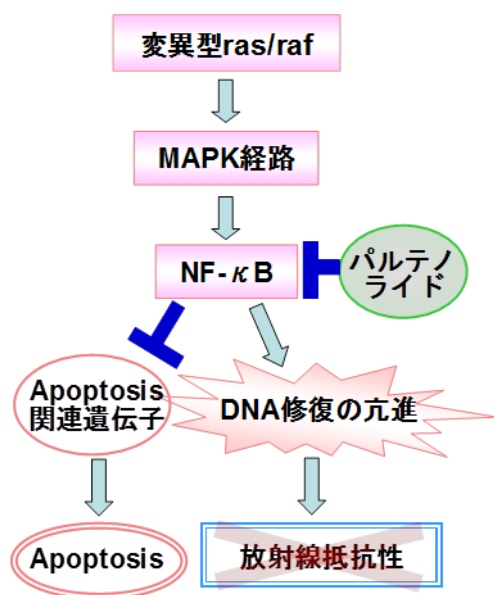 変異型ras/raf
MAPK経路
NF-κB
パルテノ
ライド
Apoptosis
関連遺伝子
DNA修復の亢進
Apoptosis
放射線抵抗性